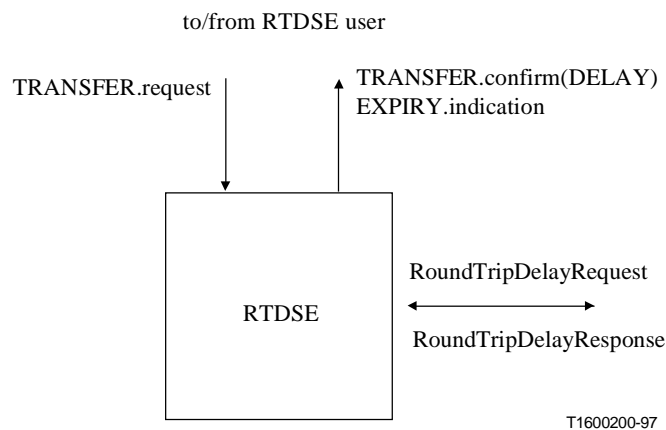 to/from RTDSE user
TRANSFER.request
TRANSFER.confirm(DELAY)
EXPIRY.indication
RTDSE
RoundTripDelayRequest
RoundTripDelayResponse
T1600200-97